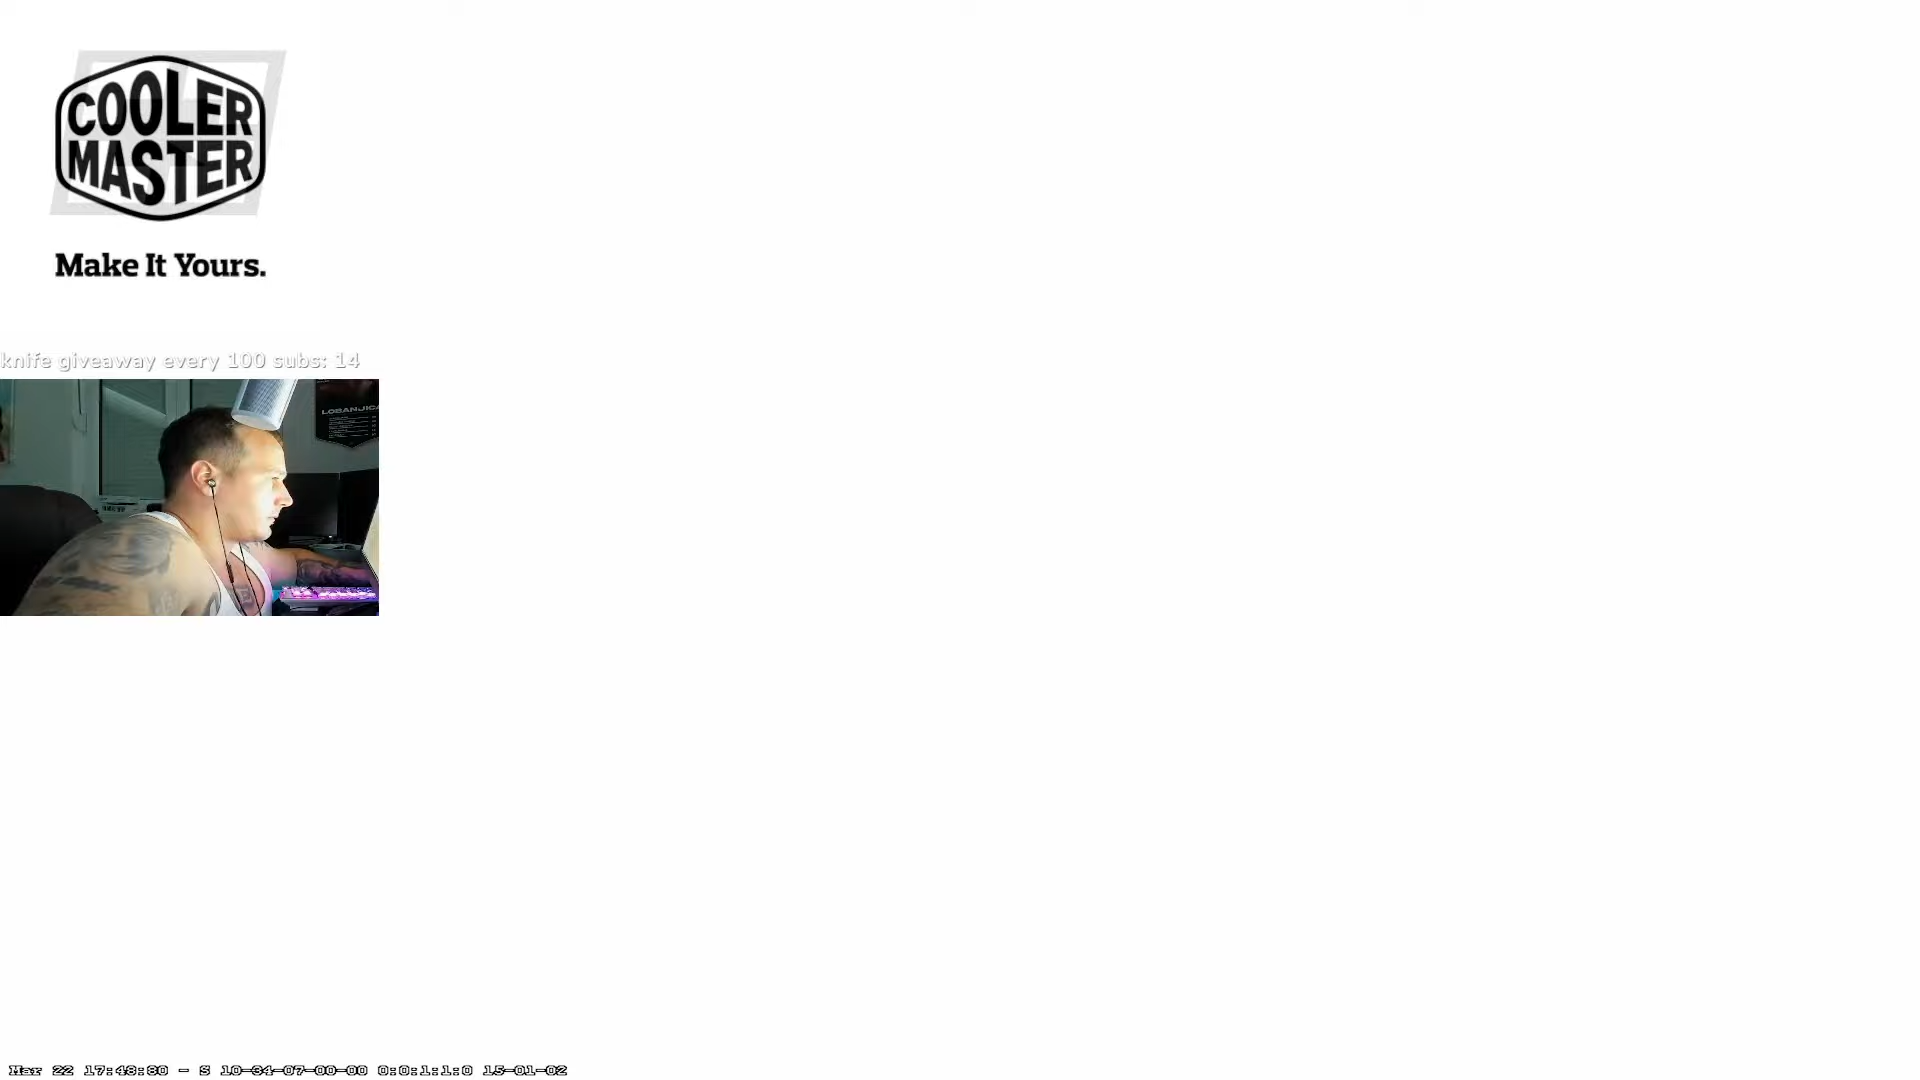 COOLER
MASTER
Make It Yours.
knife giveaway every 100 subs: 14
LOBANJICA
Mar 22 17:48:80 - S 10-34-07-00-00 0:0:1:1:0 15-01-02